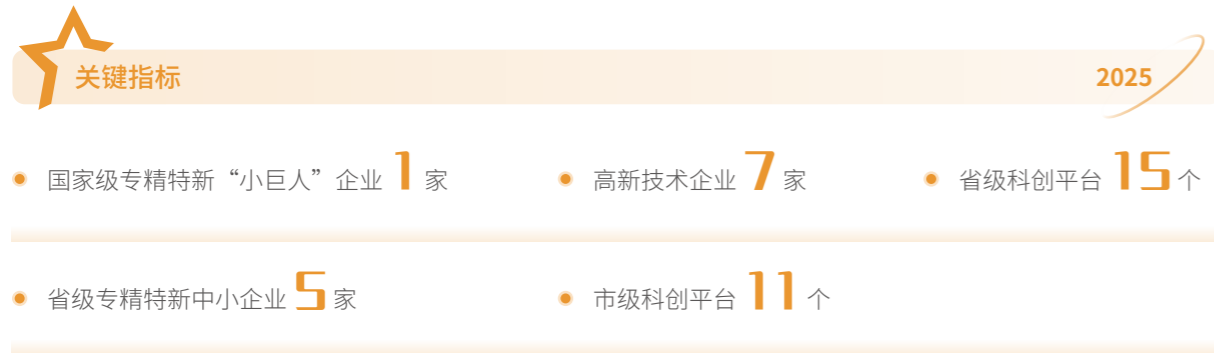 关键指标 2025
国家级专精特新“小巨人”企业 1 家 高新技术企业 7 家 省级科创平台 15 个
省级专精特新中小企业 5 家 市级科创平台 11 个